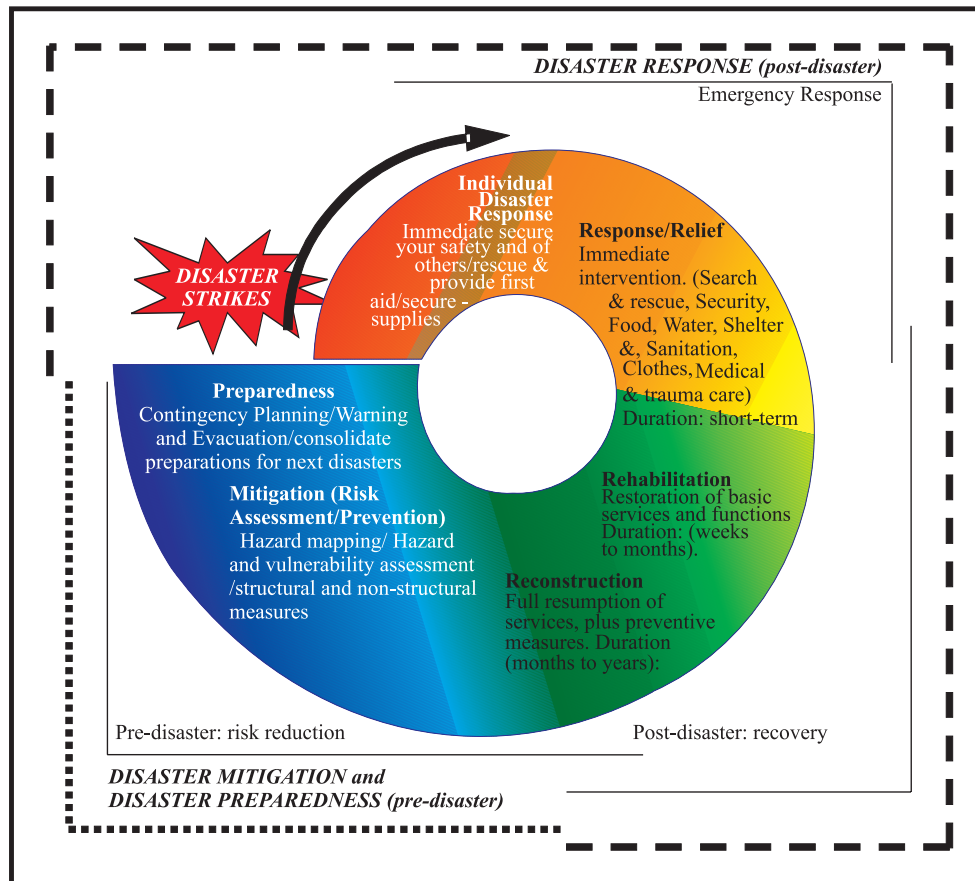 DISASTER RESPONSE (post-disaster)
Emergency Response
DISASTER
STRIKES
Individual
Disaster
Response
Immediate secure
your safety and of
others/rescue &
provide first
aid/secure -
supplies
Response/Relief
Immediate
intervention. (Search
& rescue, Security,
Food, Water, Shelter
&, Sanitation,
Clothes, Medical
& trauma care)
Duration: short-term
Rehabilitation
Restoration of basic
services and functions
Duration: (weeks
to months).
Reconstruction
Full resumption of
services, plus preventive
measures. Duration
(months to years):
Preparedness
Contingency Planning/Warning
and Evacuation/consolidate
preparations for next disasters
Mitigation (Risk
Assessment/Prevention)
Hazard mapping/ Hazard
and vulnerability assessment
/structural and non-structural
measures
Pre-disaster: risk reduction
Post-disaster: recovery
DISASTER MITIGATION and
DISASTER PREPAREDNESS (pre-disaster)